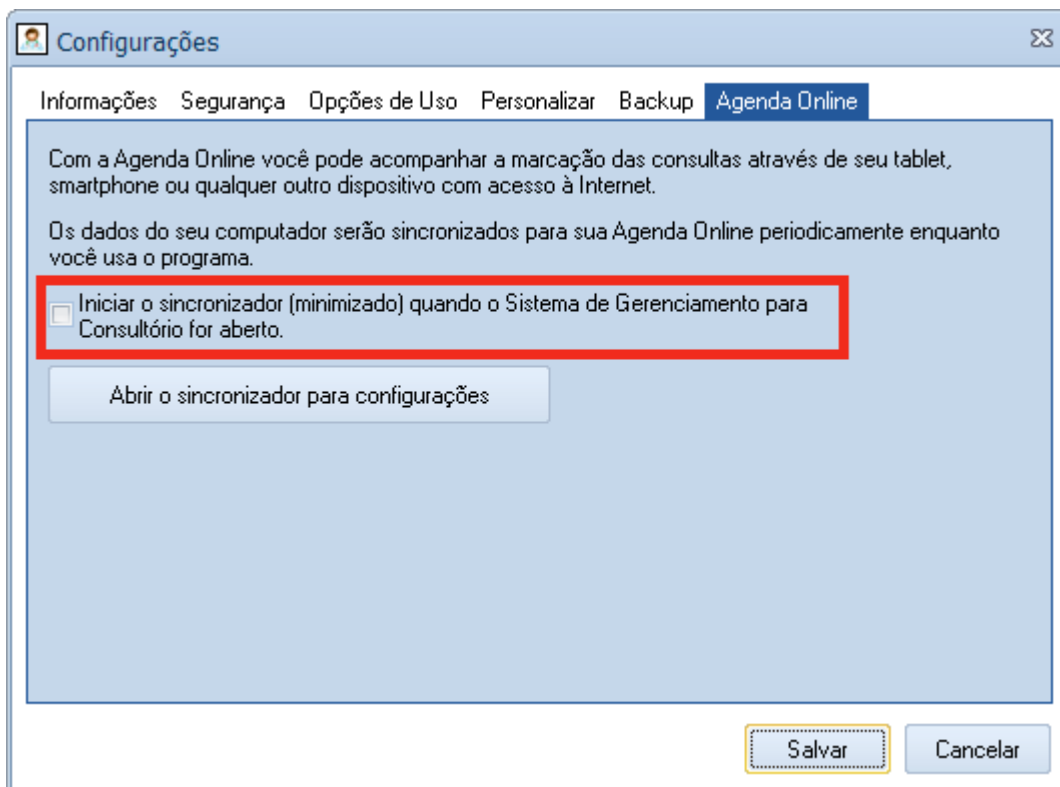 Configurações
Informações Segurança Opções de Uso Personalizar Backup Agenda Online
Com a Agenda Online você pode acompanhar a marcação das consultas através de seu tablet,
smartphone ou qualquer outro dispositivo com acesso à Internet.
Os dados do seu computador serão sincronizados para sua Agenda Online periodicamente enquanto
você usa o programa.
Iniciar o sincronizador (minimizado) quando o Sistema de Gerenciamento para
Consultório for aberto.
Abrir o sincronizador para configurações
Salvar Cancelar